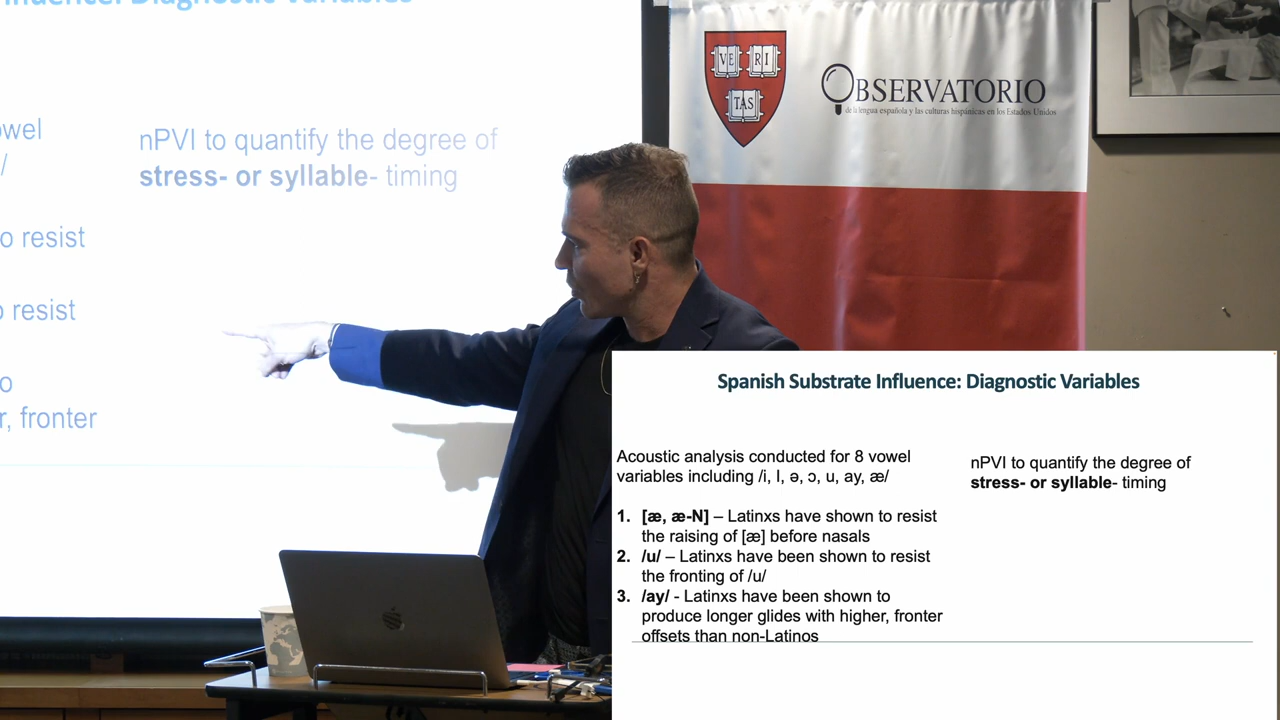 nfluence: Diagnostic Variables
owel
/
nPVI to quantify the degree of
stress- or syllable- timing
o resist
o resist
o
r, fronter
VE RI
TAS
OBSERVATORIO
de la lengua española y las culturas hispánicas en los Estados Unidos
Spanish Substrate Influence: Diagnostic Variables
Acoustic analysis conducted for 8 vowel
variables including /i, I, ə, ɔ, u, ay, æ/
1. [æ, æ-N] – Latinxs have shown to resist
the raising of [æ] before nasals
2. /u/ – Latinxs have been shown to resist
the fronting of /u/
3. /ay/ - Latinxs have been shown to
produce longer glides with higher, fronter
offsets than non-Latinos
nPVI to quantify the degree of
stress- or syllable- timing